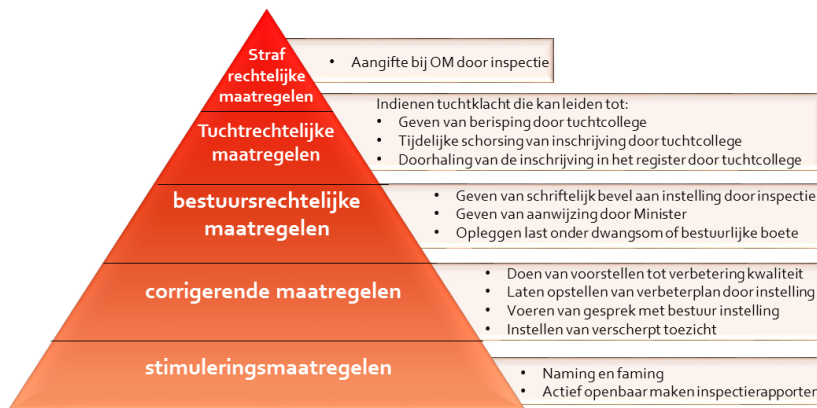 Straf
rechtelijke
maatregelen
• Aangifte bij OM door inspectie
Tuchtrechtelijke
maatregelen
Indienen tuchtklacht die kan leiden tot:
• Geven van berisping door tuchtcollege
• Tijdelijke schorsing van inschrijving door tuchtcollege
• Doorhaling van de inschrijving in het register door tuchtcollege
bestuursrechtelijke
maatregelen
• Geven van schriftelijk bevel aan instelling door inspectie
• Geven van aanwijzing door Minister
• Opleggen last onder dwangsom of bestuurlijke boete
corrigerende maatregelen
• Doen van voorstellen tot verbetering kwaliteit
• Laten opstellen van verbeterplan door instelling
• Voeren van gesprek met bestuur instelling
• Instellen van verscherpt toezicht
stimuleringsmaatregelen
• Naming en faming
• Actief openbaar maken inspectierapporten